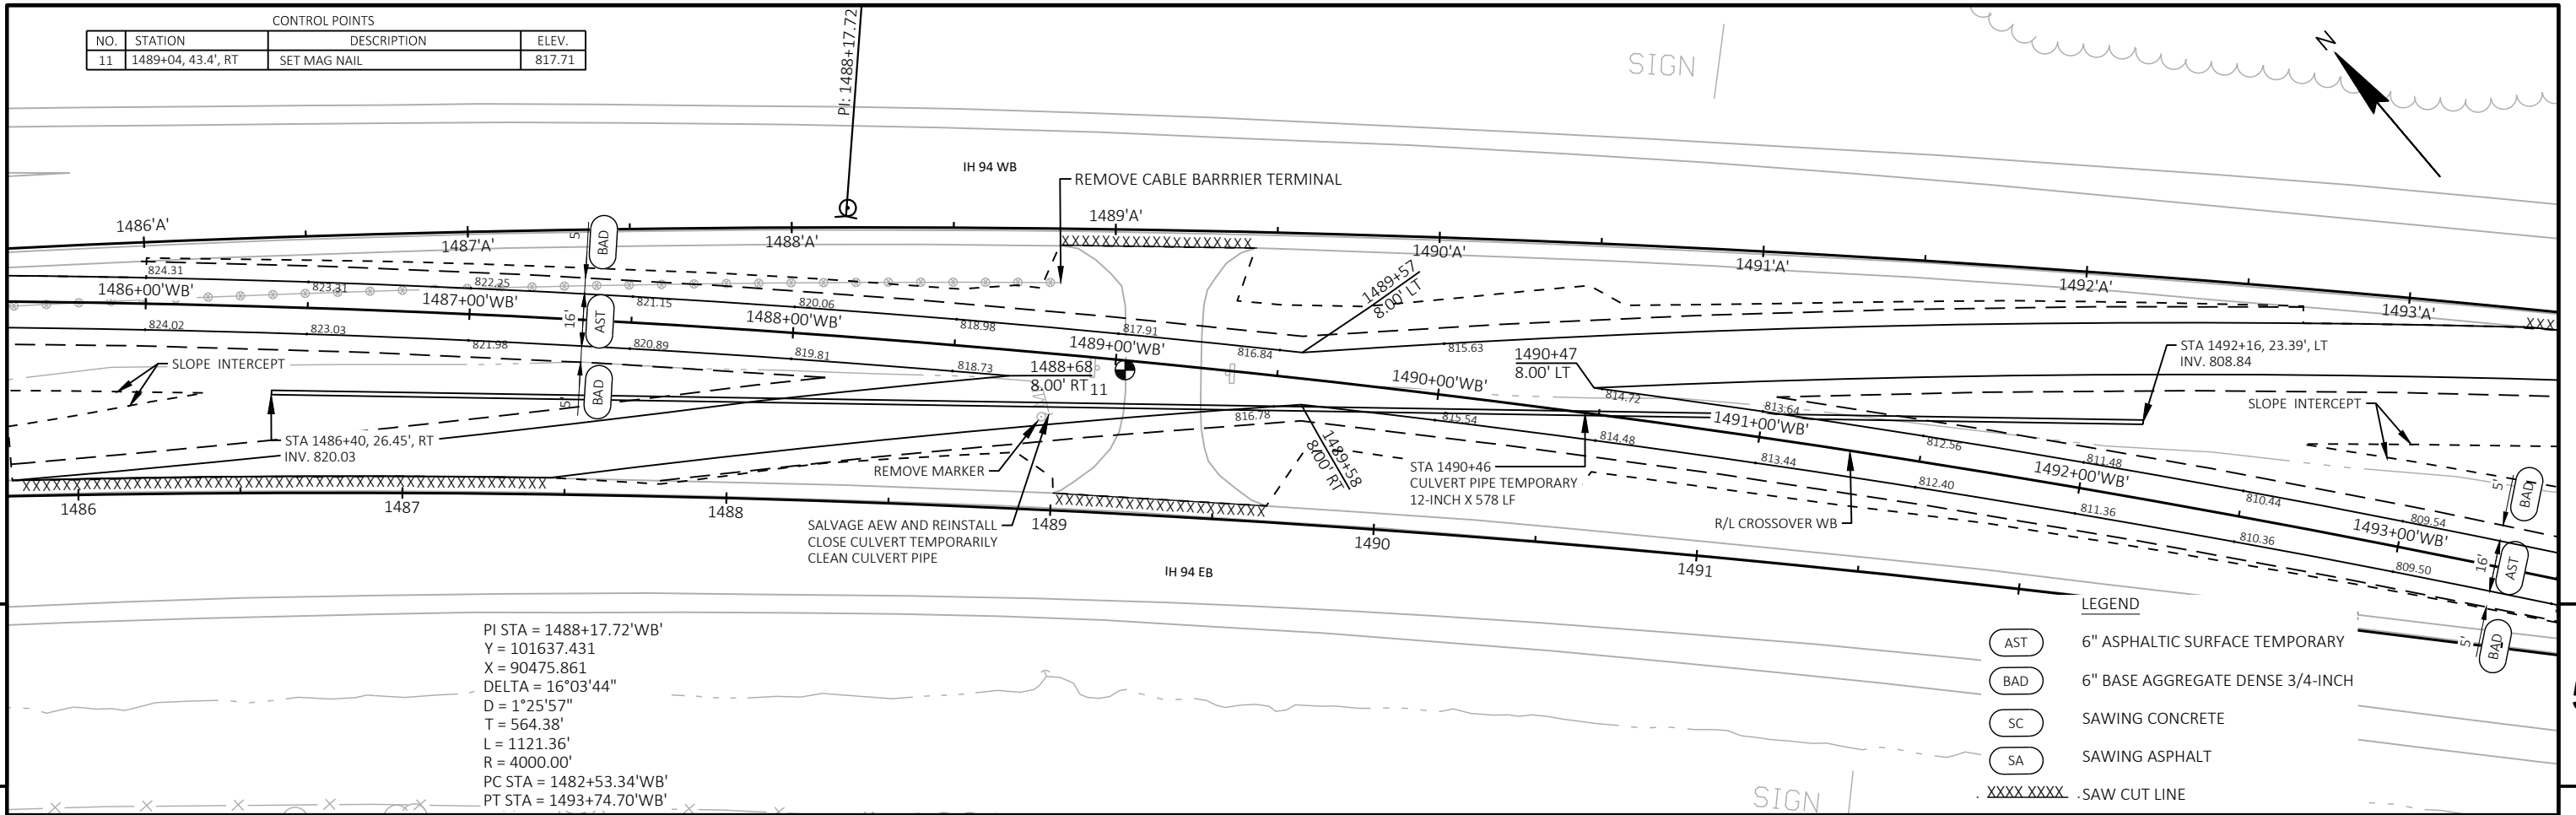 CONTROL POINTS
NO. STATION DESCRIPTION ELEV.
11 1489+04, 43.4', RT SET MAG NAIL 817.71
PI: 1488+17.72
SIGN
N
IH 94 WB
REMOVE CABLE BARRRIER TERMINAL
1486'A'
1487'A'
1488'A'
1489'A'
1490'A'
1491'A'
1492'A'
1493'A'
5'
BAD
XXXXXXXXXXXXXXXXXX
XXX
824.31
823.31
822.25
821.15
820.06
818.98
817.91
816.84
815.63
1486+00'WB'
1487+00'WB'
1488+00'WB'
1489+00'WB'
1490+00'WB'
1491+00'WB'
1492+00'WB'
1493+00'WB'
16'
AST
1489+57
8.00' LT
824.02
823.03
821.98
820.89
819.81
818.73
SLOPE INTERCEPT
1488+68
8.00' RT
11
1490+47
8.00' LT
STA 1492+16, 23.39', LT
INV. 808.84
5'
BAD
814.72
813.64
812.56
811.48
810.44
809.54
SLOPE INTERCEPT
816.78
815.54
814.48
813.44
812.40
811.36
810.36
809.50
STA 1486+40, 26.45', RT
INV. 820.03
REMOVE MARKER
1489+58
8.00' RT
STA 1490+46
CULVERT PIPE TEMPORARY
12-INCH X 578 LF
R/L CROSSOVER WB
5'
BAD
16'
AST
5'
BAD
1486
1487
1488
1489
1490
1491
SALVAGE AEW AND REINSTALL
CLOSE CULVERT TEMPORARILY
CLEAN CULVERT PIPE
IH 94 EB
PI STA = 1488+17.72'WB'
Y = 101637.431
X = 90475.861
DELTA = 16°03'44"
D = 1°25'57"
T = 564.38'
L = 1121.36'
R = 4000.00'
PC STA = 1482+53.34'WB'
PT STA = 1493+74.70'WB'
SIGN
LEGEND
AST 6" ASPHALTIC SURFACE TEMPORARY
BAD 6" BASE AGGREGATE DENSE 3/4-INCH
SC SAWING CONCRETE
SA SAWING ASPHALT
XXXX XXXX SAW CUT LINE